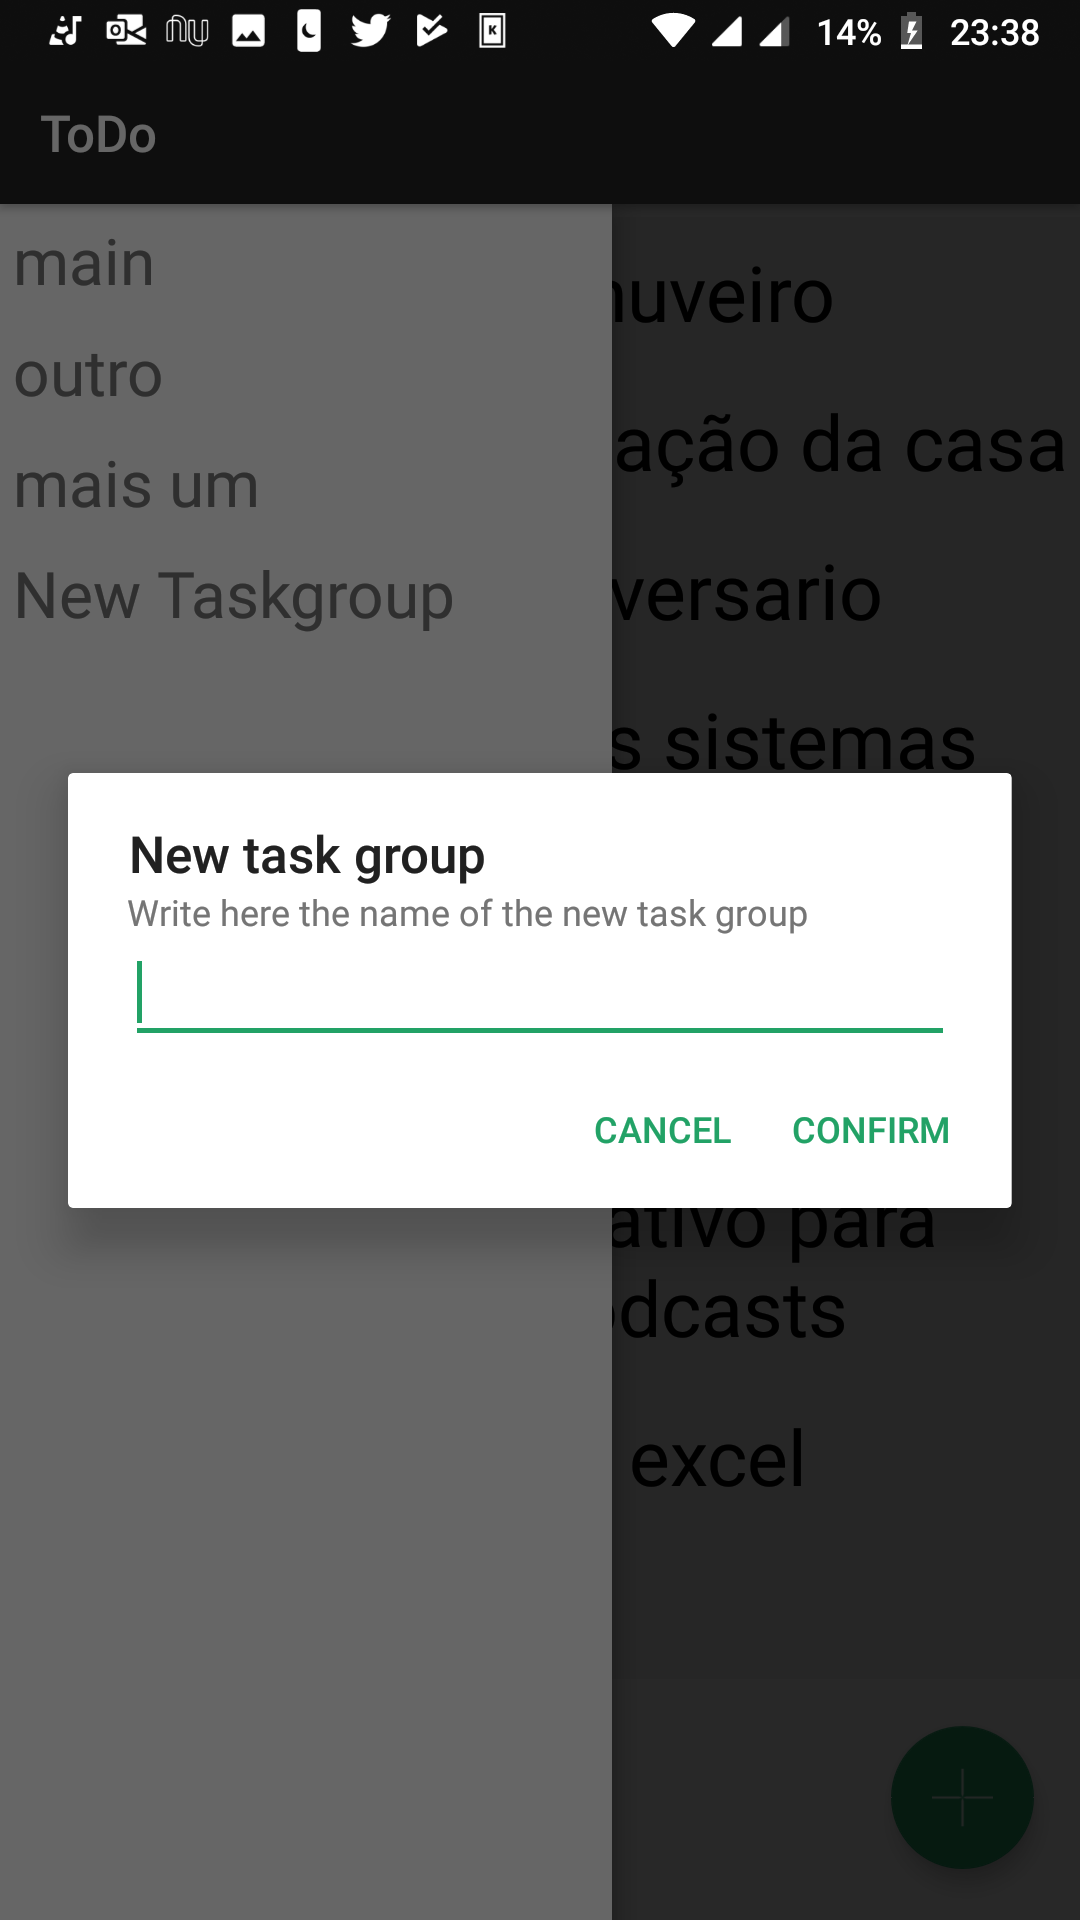 14% 23:38
ToDo
main
outro
mais um
New Taskgroup
uveiro
ação da casa
versario
s sistemas
New task group
Write here the name of the new task group
CANCEL CONFIRM
ativo para
dcasts
excel